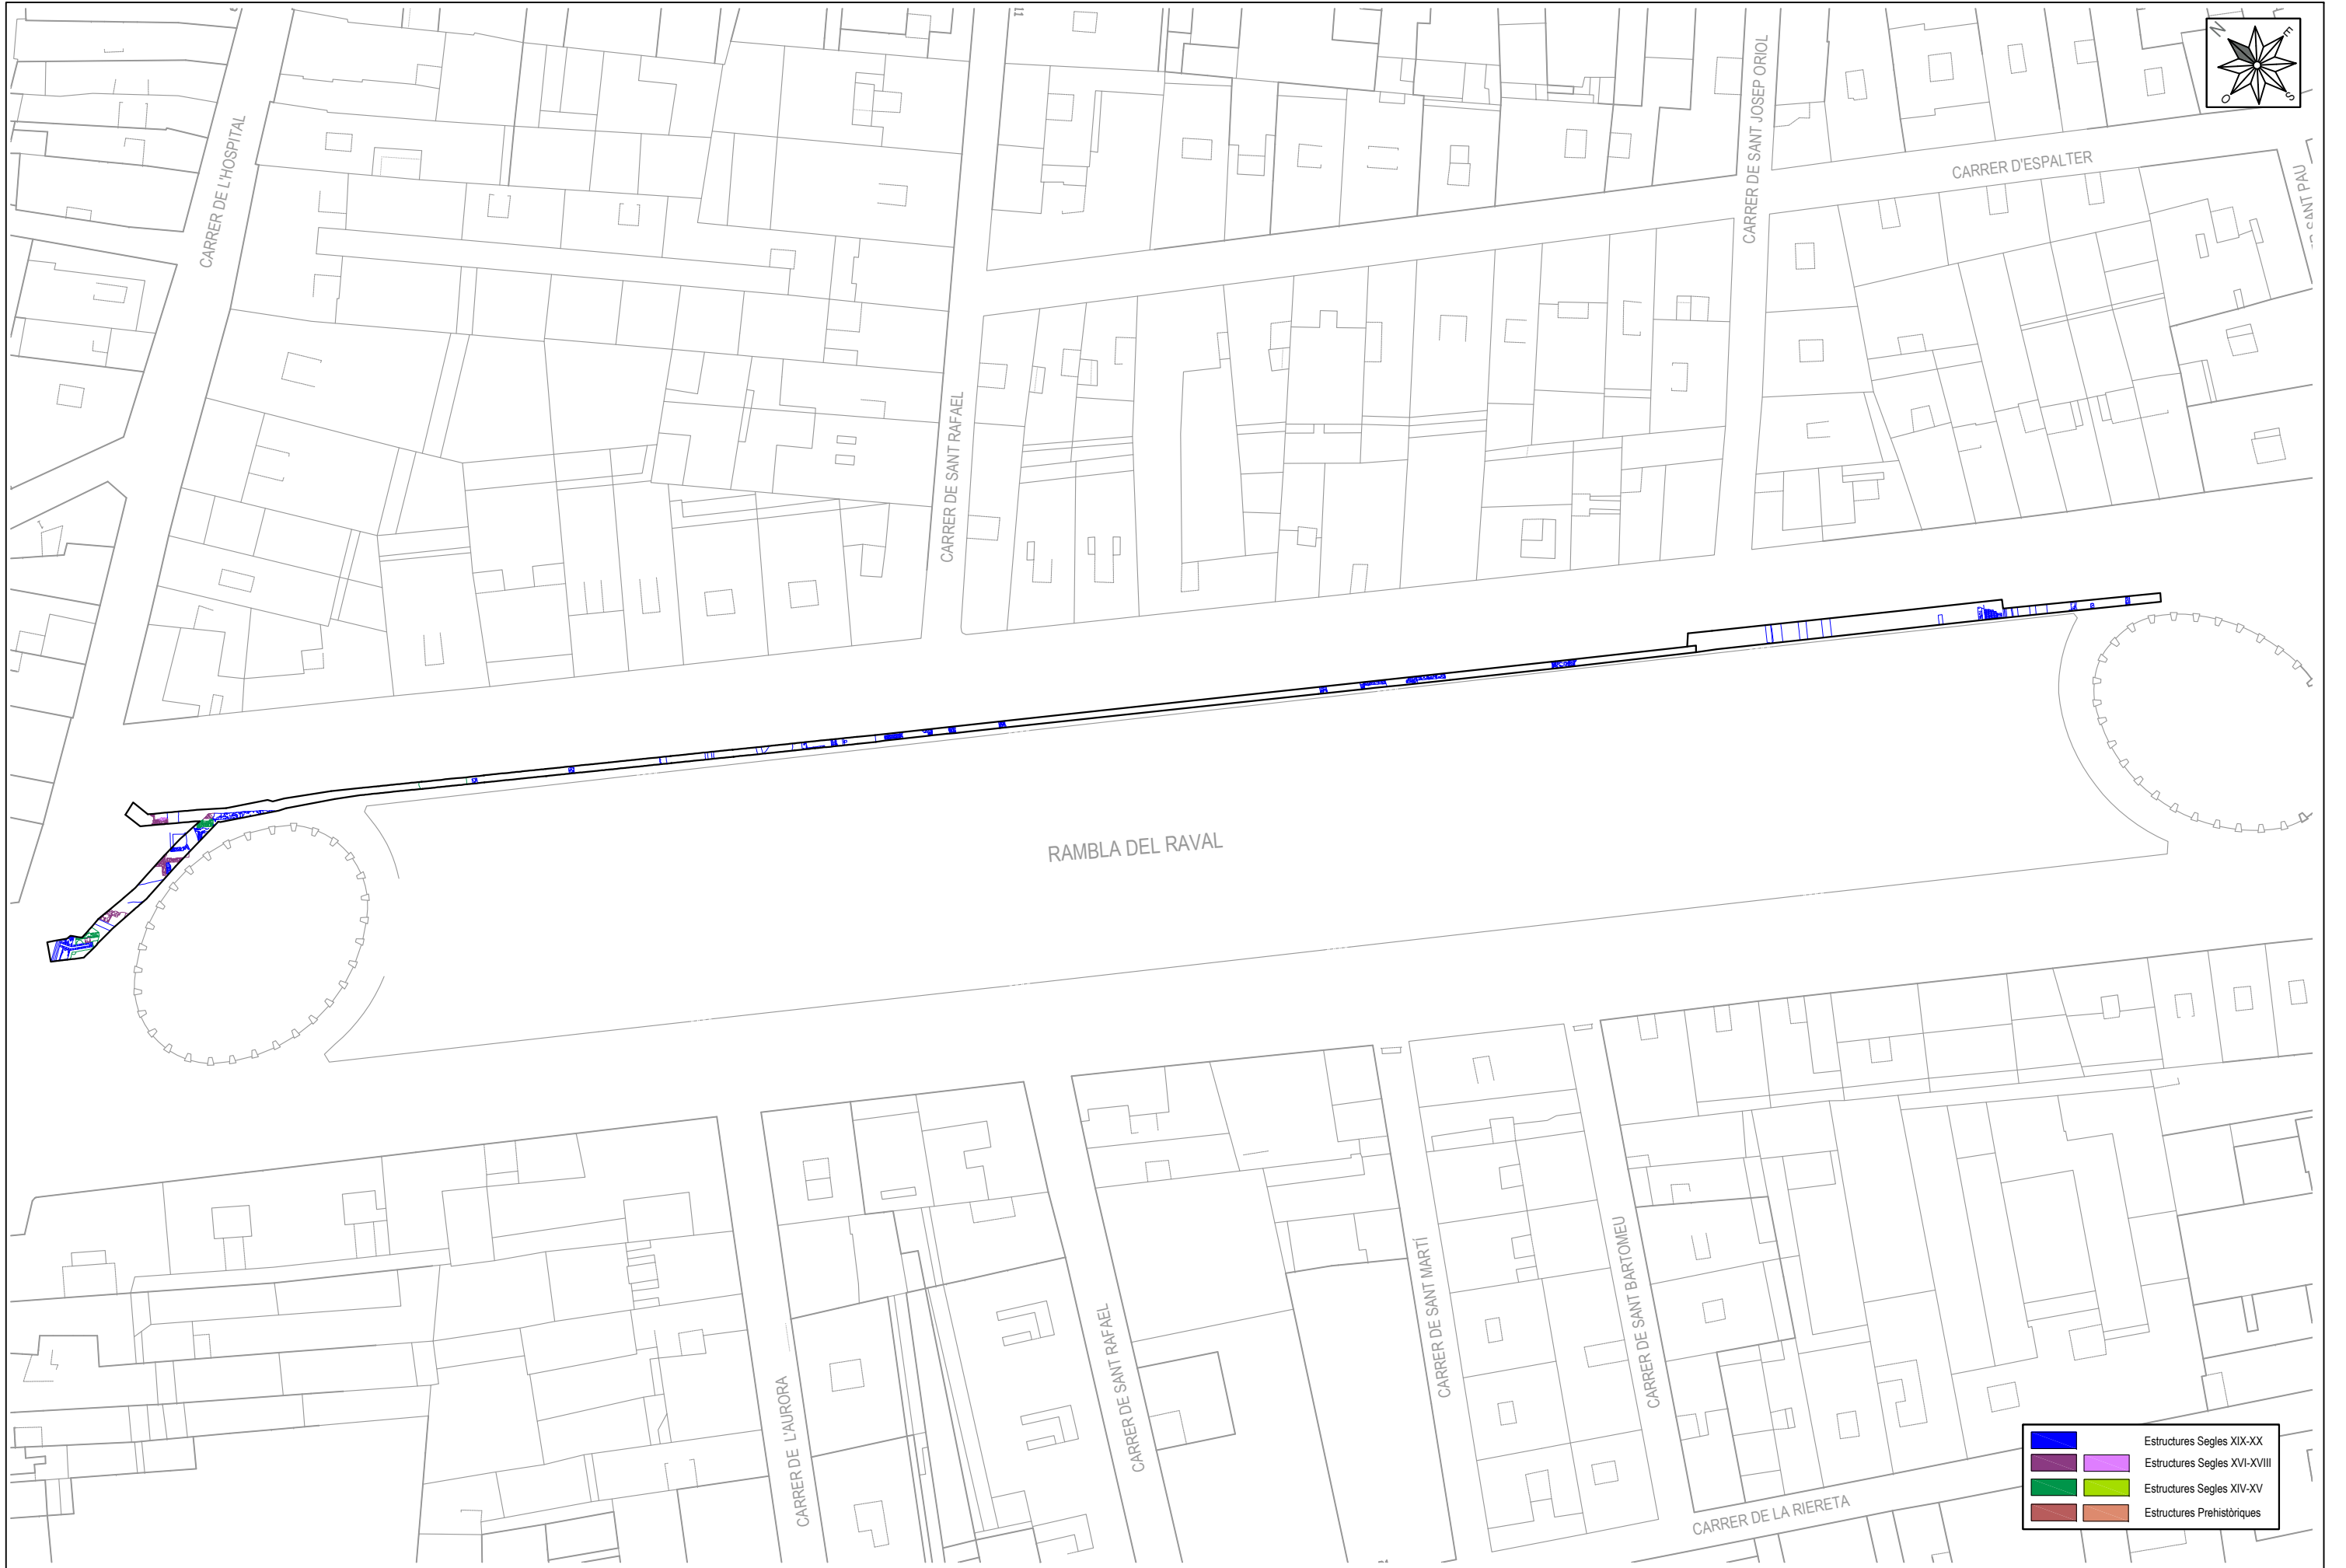 N
E
S
O
CARRER DE L'HOSPITAL
CARRER DE SANT JOSEP ORIOL
CARRER D'ESPALTER
SANT PAU
CARRER DE SANT RAFAEL
RAMBLA DEL RAVAL
CARRER DE L'AURORA
CARRER DE SANT RAFAEL
CARRER DE SANT MARTÍ
CARRER DE SANT BARTOMEU
CARRER DE LA RIERETA
Estructures Segles XIX-XX
Estructures Segles XVI-XVIII
Estructures Segles XIV-XV
Estructures Prehistòriques